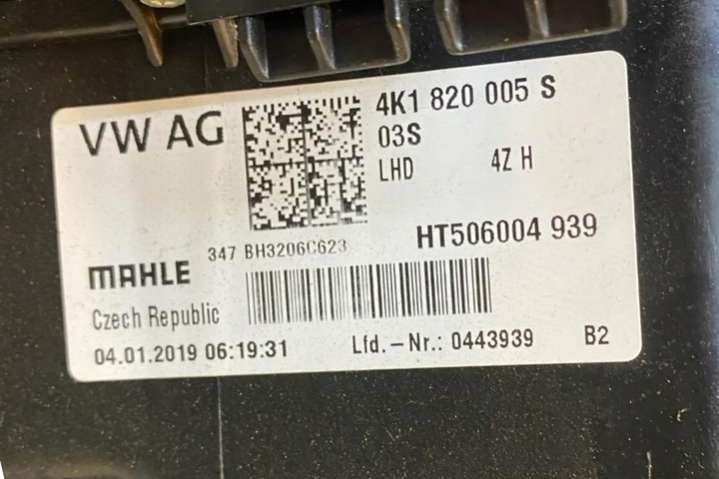 VW AG
4K1 820 005 S
03S
LHD 4Z H
347 BH3206C623
HT506004 939
MAHLE
Czech Republic
04.01.2019 06:19:31
Lfd.-Nr.: 0443939
B2